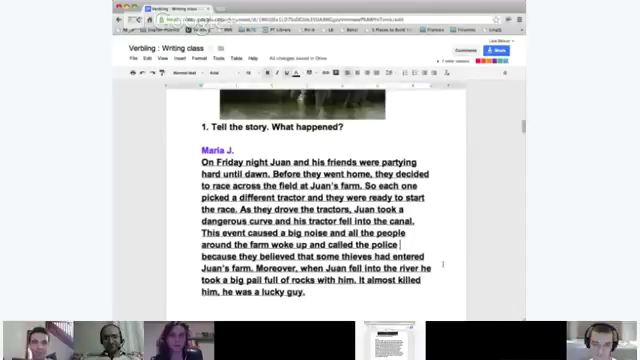 Verbling : Writing class
Verbling : Writing class
File Edit View Insert Format Tools Table Help All changes saved in Drive
Comments
Share
Normal text
1. Tell the story. What happened?
Maria J.
On Friday night Juan and his friends were partying
hard until dawn. Before they went home, they decided
to race across the field at Juan's farm. So each one
picked a different tractor and they were ready to start
the race. As they drove the tractors, Juan took a
dangerous curve and his tractor fell into the canal.
This event caused a big noise and all the people
around the farm woke up and called the police
because they believed that some thieves had entered
Juan's farm. Moreover, when Juan fell into the river he
took a big pail full of rocks with him. It almost killed
him, he was a lucky guy.